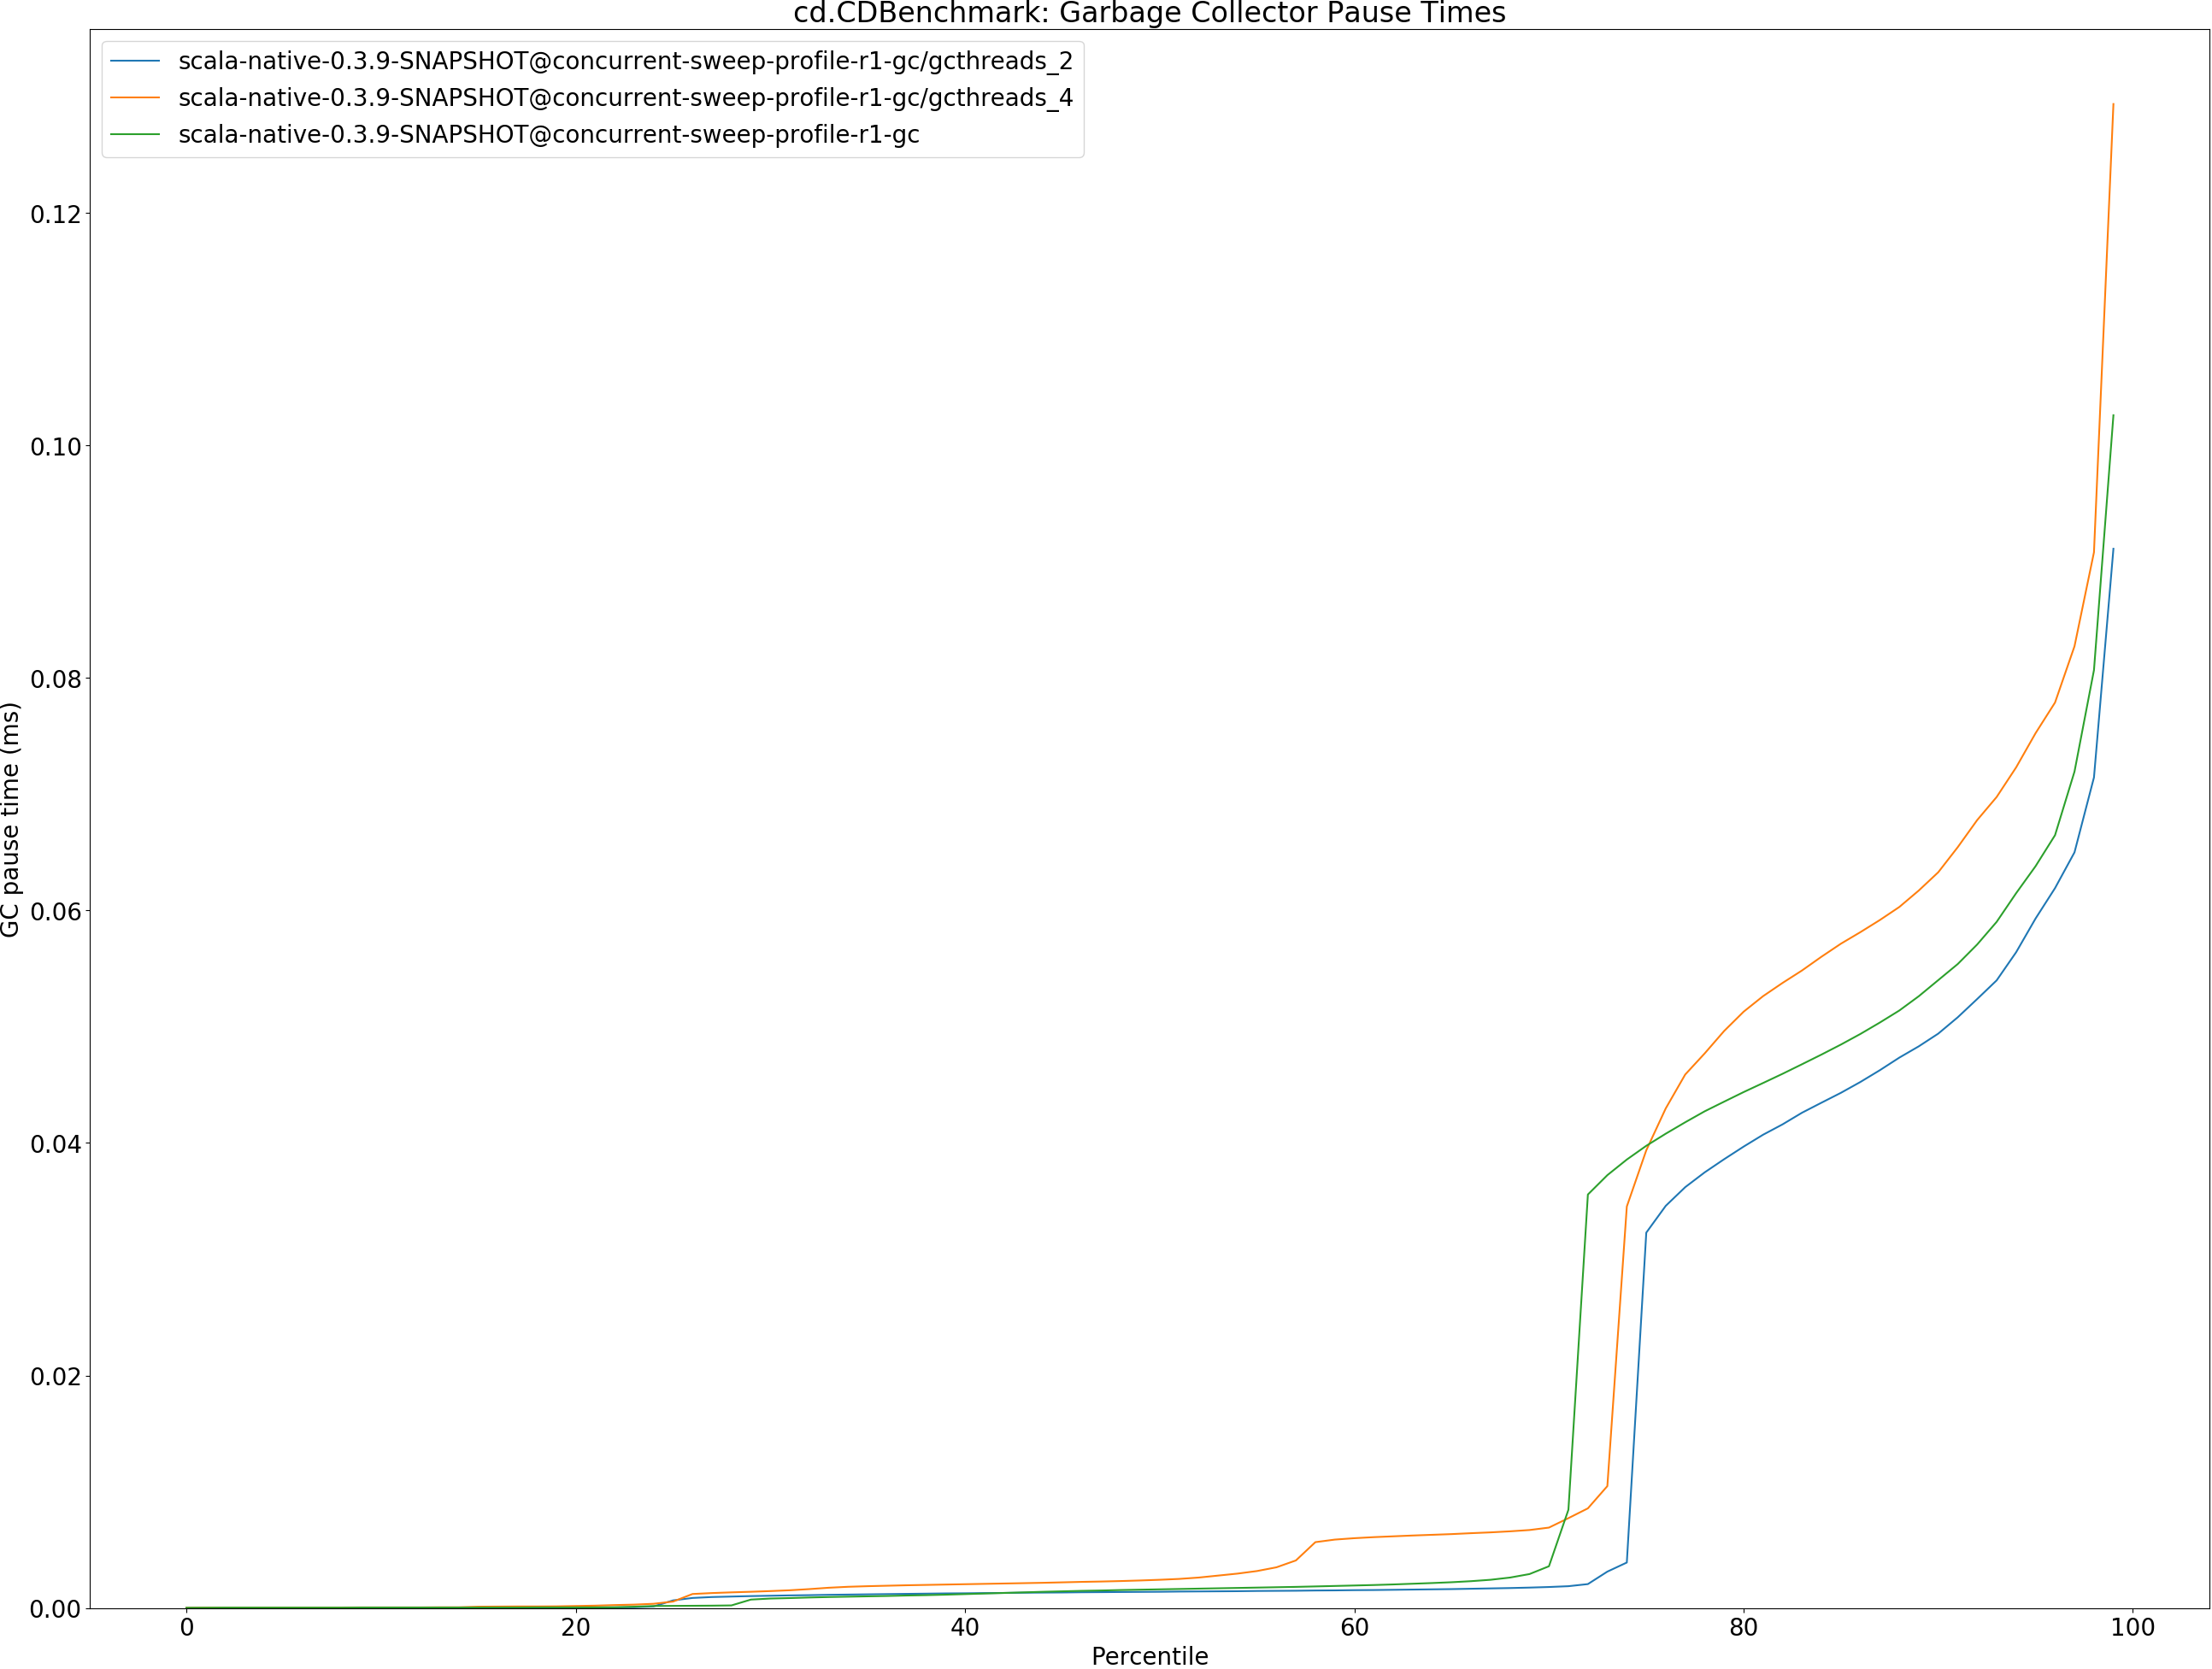 cd.CDBenchmark: Garbage Collector Pause Times
scala-native-0.3.9-SNAPSHOT@concurrent-sweep-profile-r1-gc/gcthreads_2
scala-native-0.3.9-SNAPSHOT@concurrent-sweep-profile-r1-gc/gcthreads_4
scala-native-0.3.9-SNAPSHOT@concurrent-sweep-profile-r1-gc
GC pause time (ms)
0.12
0.10
0.08
0.06
0.04
0.02
0.00
0 20 40 60 80 100
Percentile